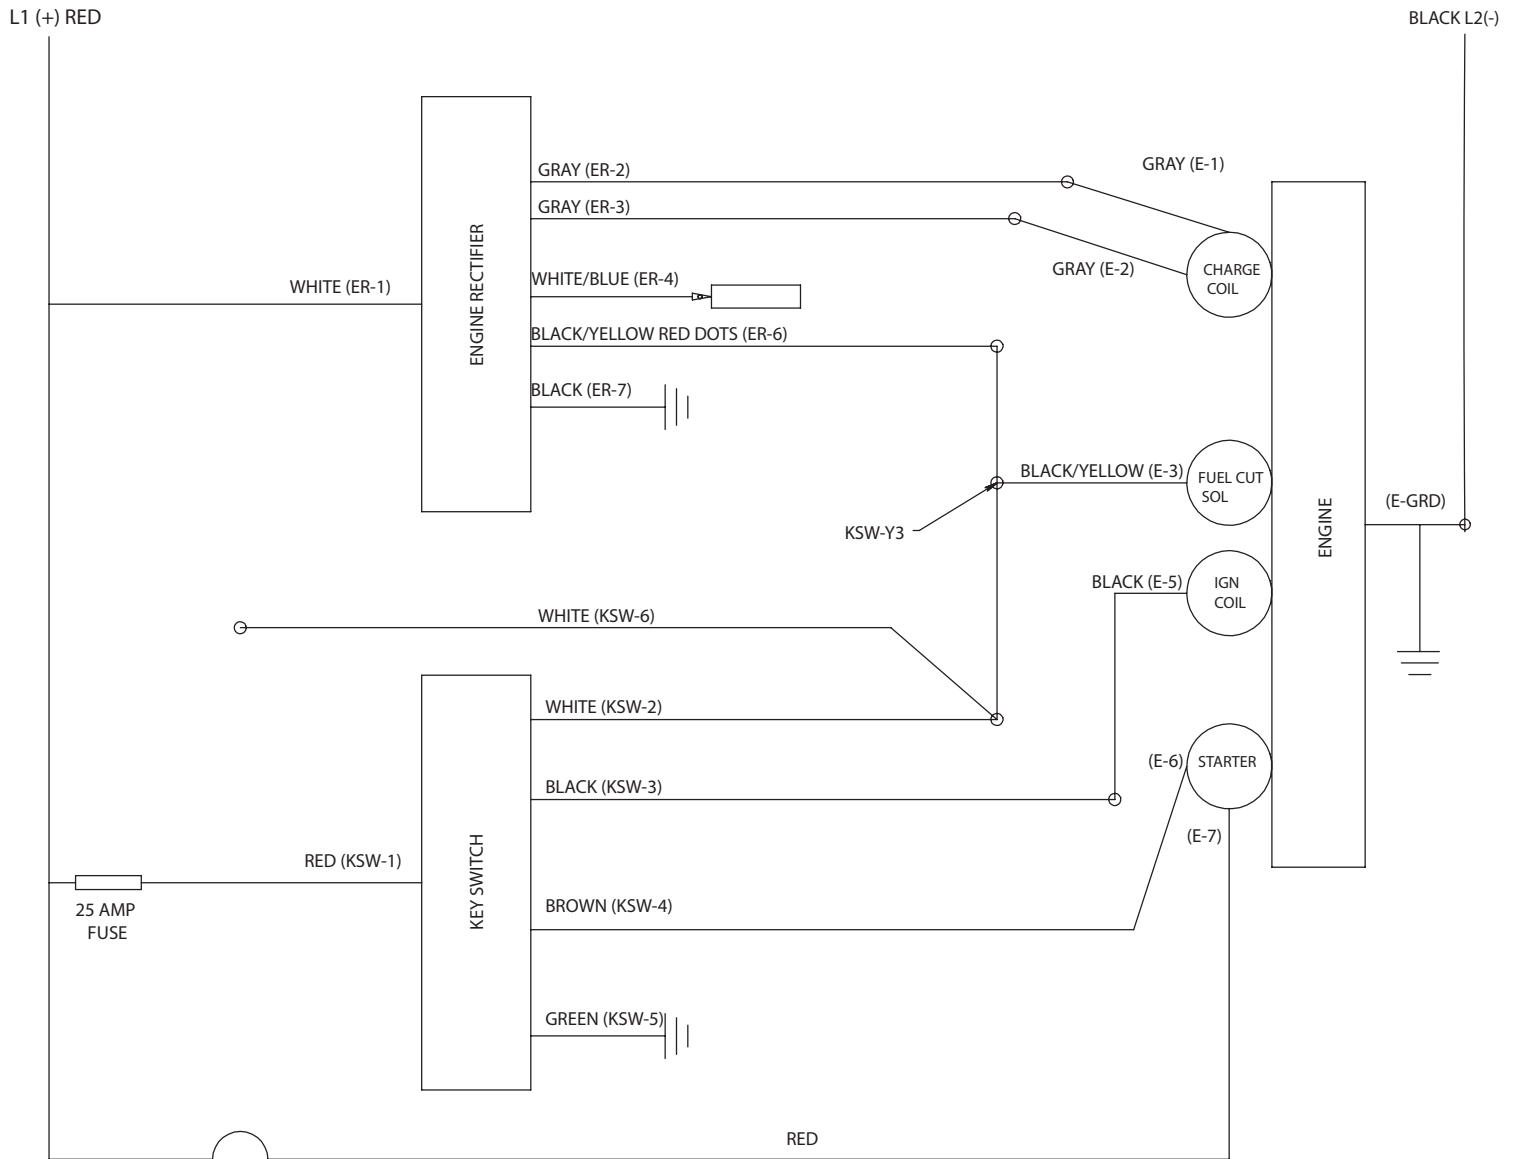 L1 (+) RED
BLACK L2(-)
GRAY (E-1)
GRAY (ER-2)
GRAY (ER-3)
GRAY (E-2)
CHARGE
COIL
WHITE/BLUE (ER-4)
WHITE (ER-1)
ENGINE RECTIFIER
BLACK/YELLOW RED DOTS (ER-6)
BLACK (ER-7)
BLACK/YELLOW (E-3)
FUEL CUT
SOL
(E-GRD)
ENGINE
KSW-Y3
BLACK (E-5)
IGN
COIL
WHITE (KSW-6)
WHITE (KSW-2)
(E-6)
STARTER
BLACK (KSW-3)
(E-7)
RED (KSW-1)
KEY SWITCH
25 AMP
FUSE
BROWN (KSW-4)
GREEN (KSW-5)
RED